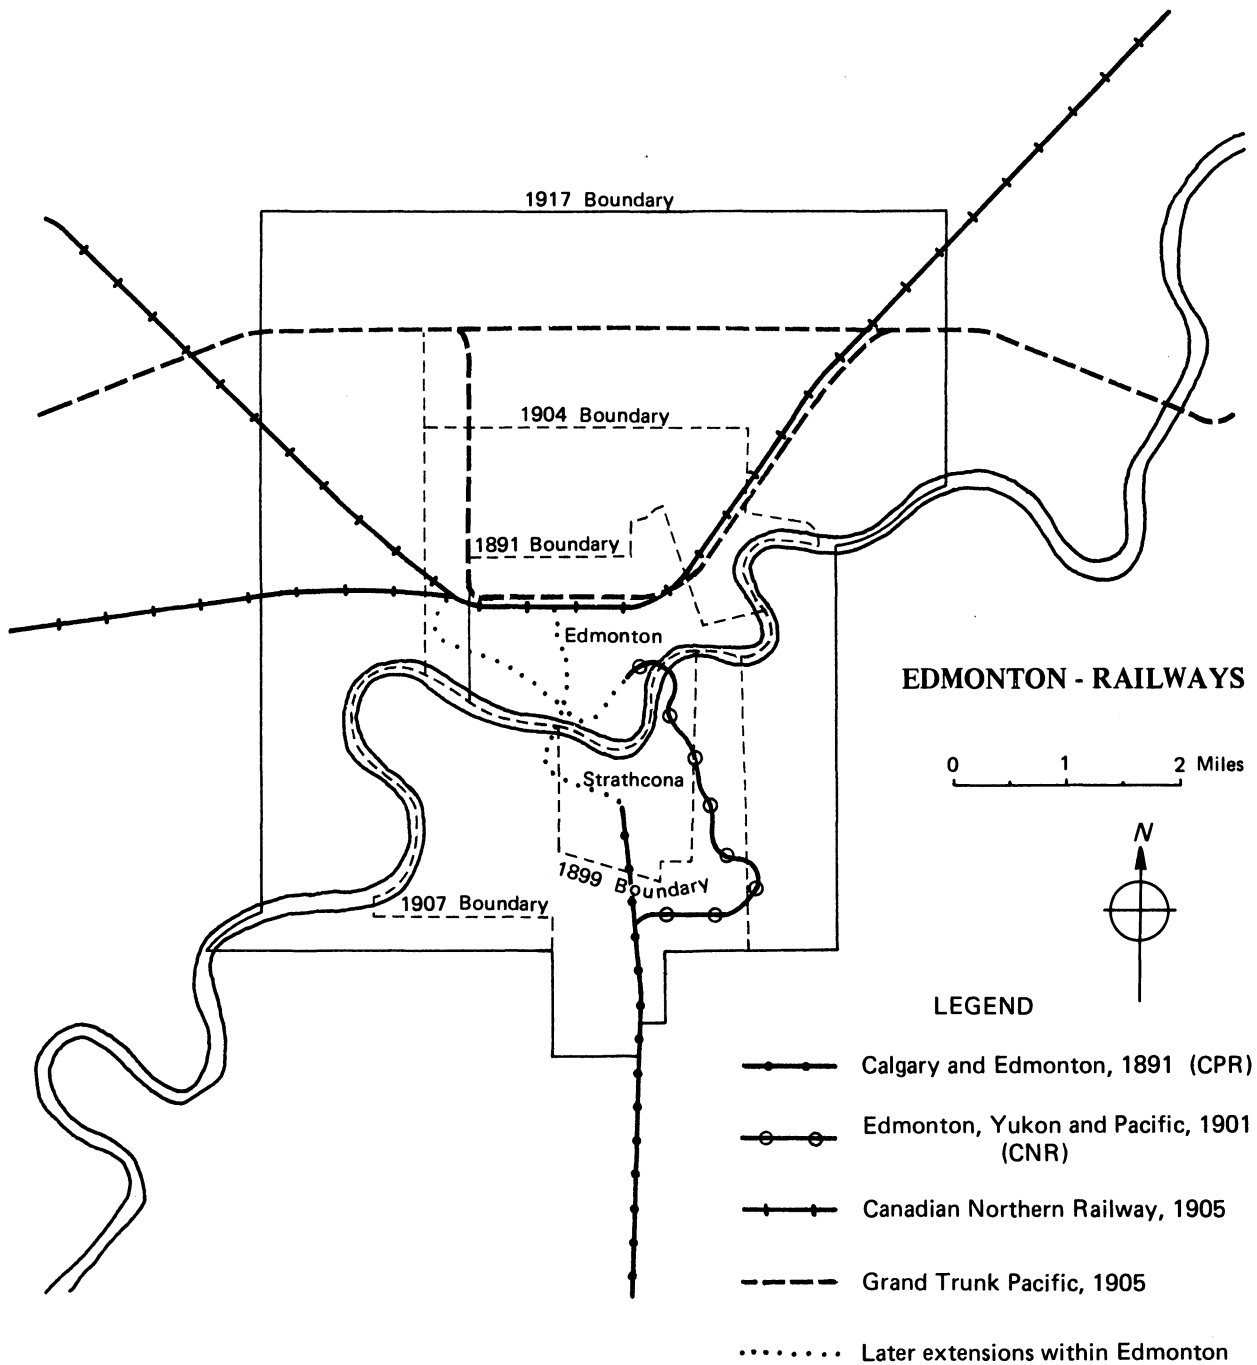 1917 Boundary
1904 Boundary
1891 Boundary
Edmonton
EDMONTON - RAILWAYS
0 1 2 Miles
Strathcona
N
1899 Boundary
1907 Boundary
LEGEND
Calgary and Edmonton, 1891 (CPR)
Edmonton, Yukon and Pacific, 1901
(CNR)
Canadian Northern Railway, 1905
Grand Trunk Pacific, 1905
Later extensions within Edmonton